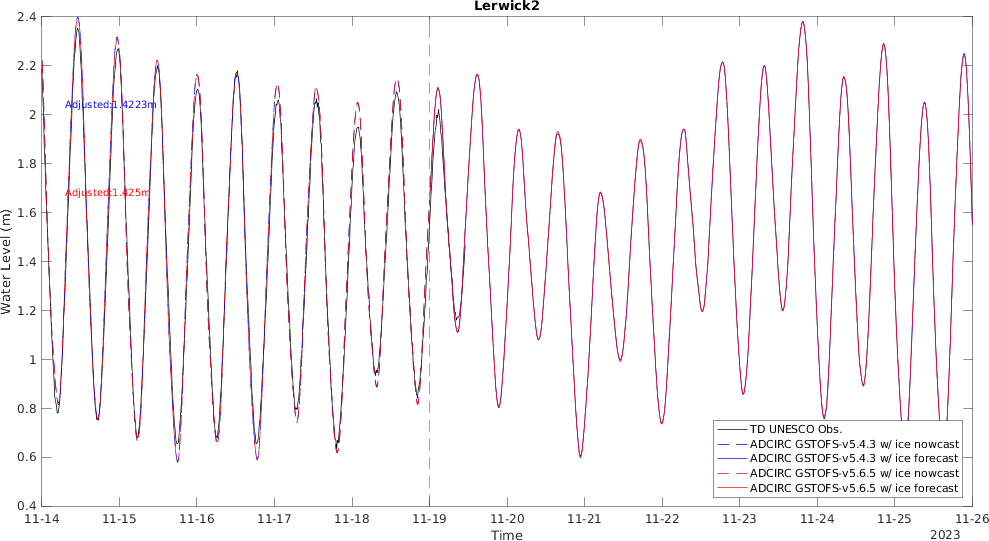 Lerwick2
2.4
2.2
2
1.8
1.6
1.4
1.2
1
0.8
0.6
0.4
Water Level (m)
Adjusted:1.4223m
Adjusted:1.425m
TD UNESCO Obs.
ADCIRC GSTOFS-v5.4.3 w/ ice nowcast
ADCIRC GSTOFS-v5.4.3 w/ ice forecast
ADCIRC GSTOFS-v5.6.5 w/ ice nowcast
ADCIRC GSTOFS-v5.6.5 w/ ice forecast
11-14 11-15 11-16 11-17 11-18 11-19 11-20 11-21 11-22 11-23 11-24 11-25 11-26
Time
2023